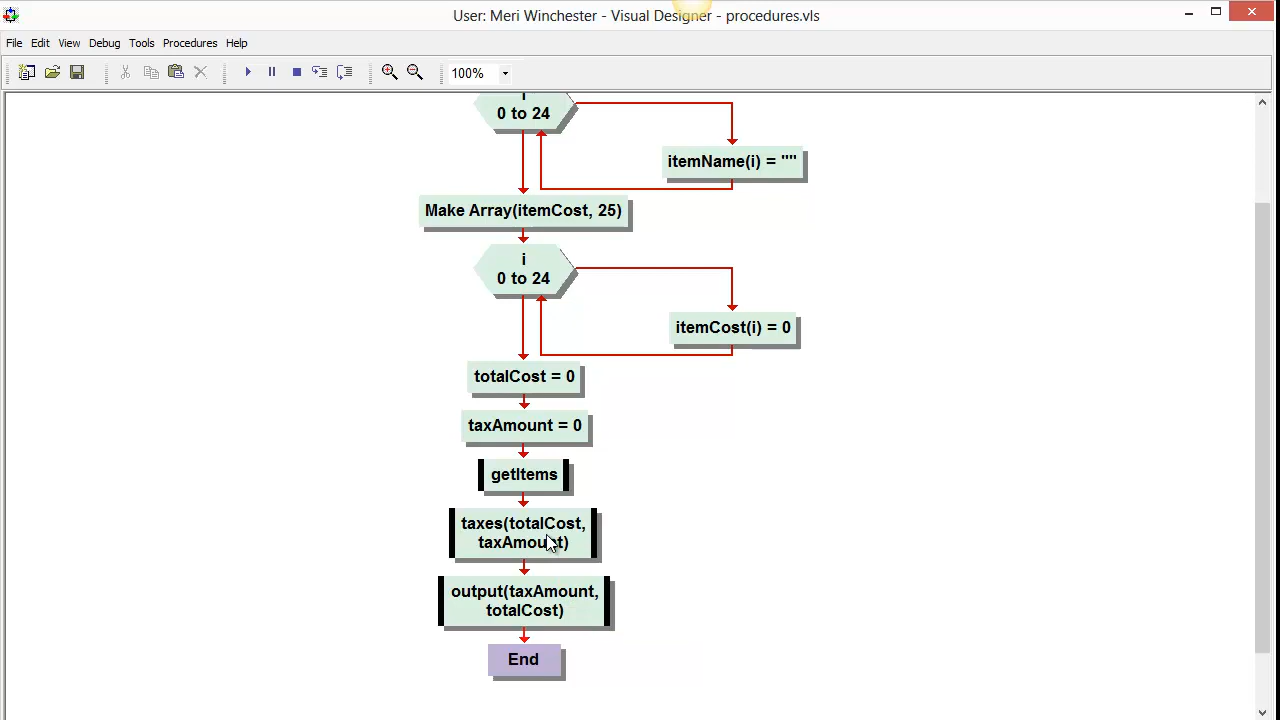 User: Meri Winchester - Visual Designer - procedures.vls
File Edit View Debug Tools Procedures Help
100%
i
0 to 24
itemName(i) = ""
Make Array(itemCost, 25)
i
0 to 24
itemCost(i) = 0
totalCost = 0
taxAmount = 0
getItems
taxes(totalCost,
taxAmount)
output(taxAmount,
totalCost)
End